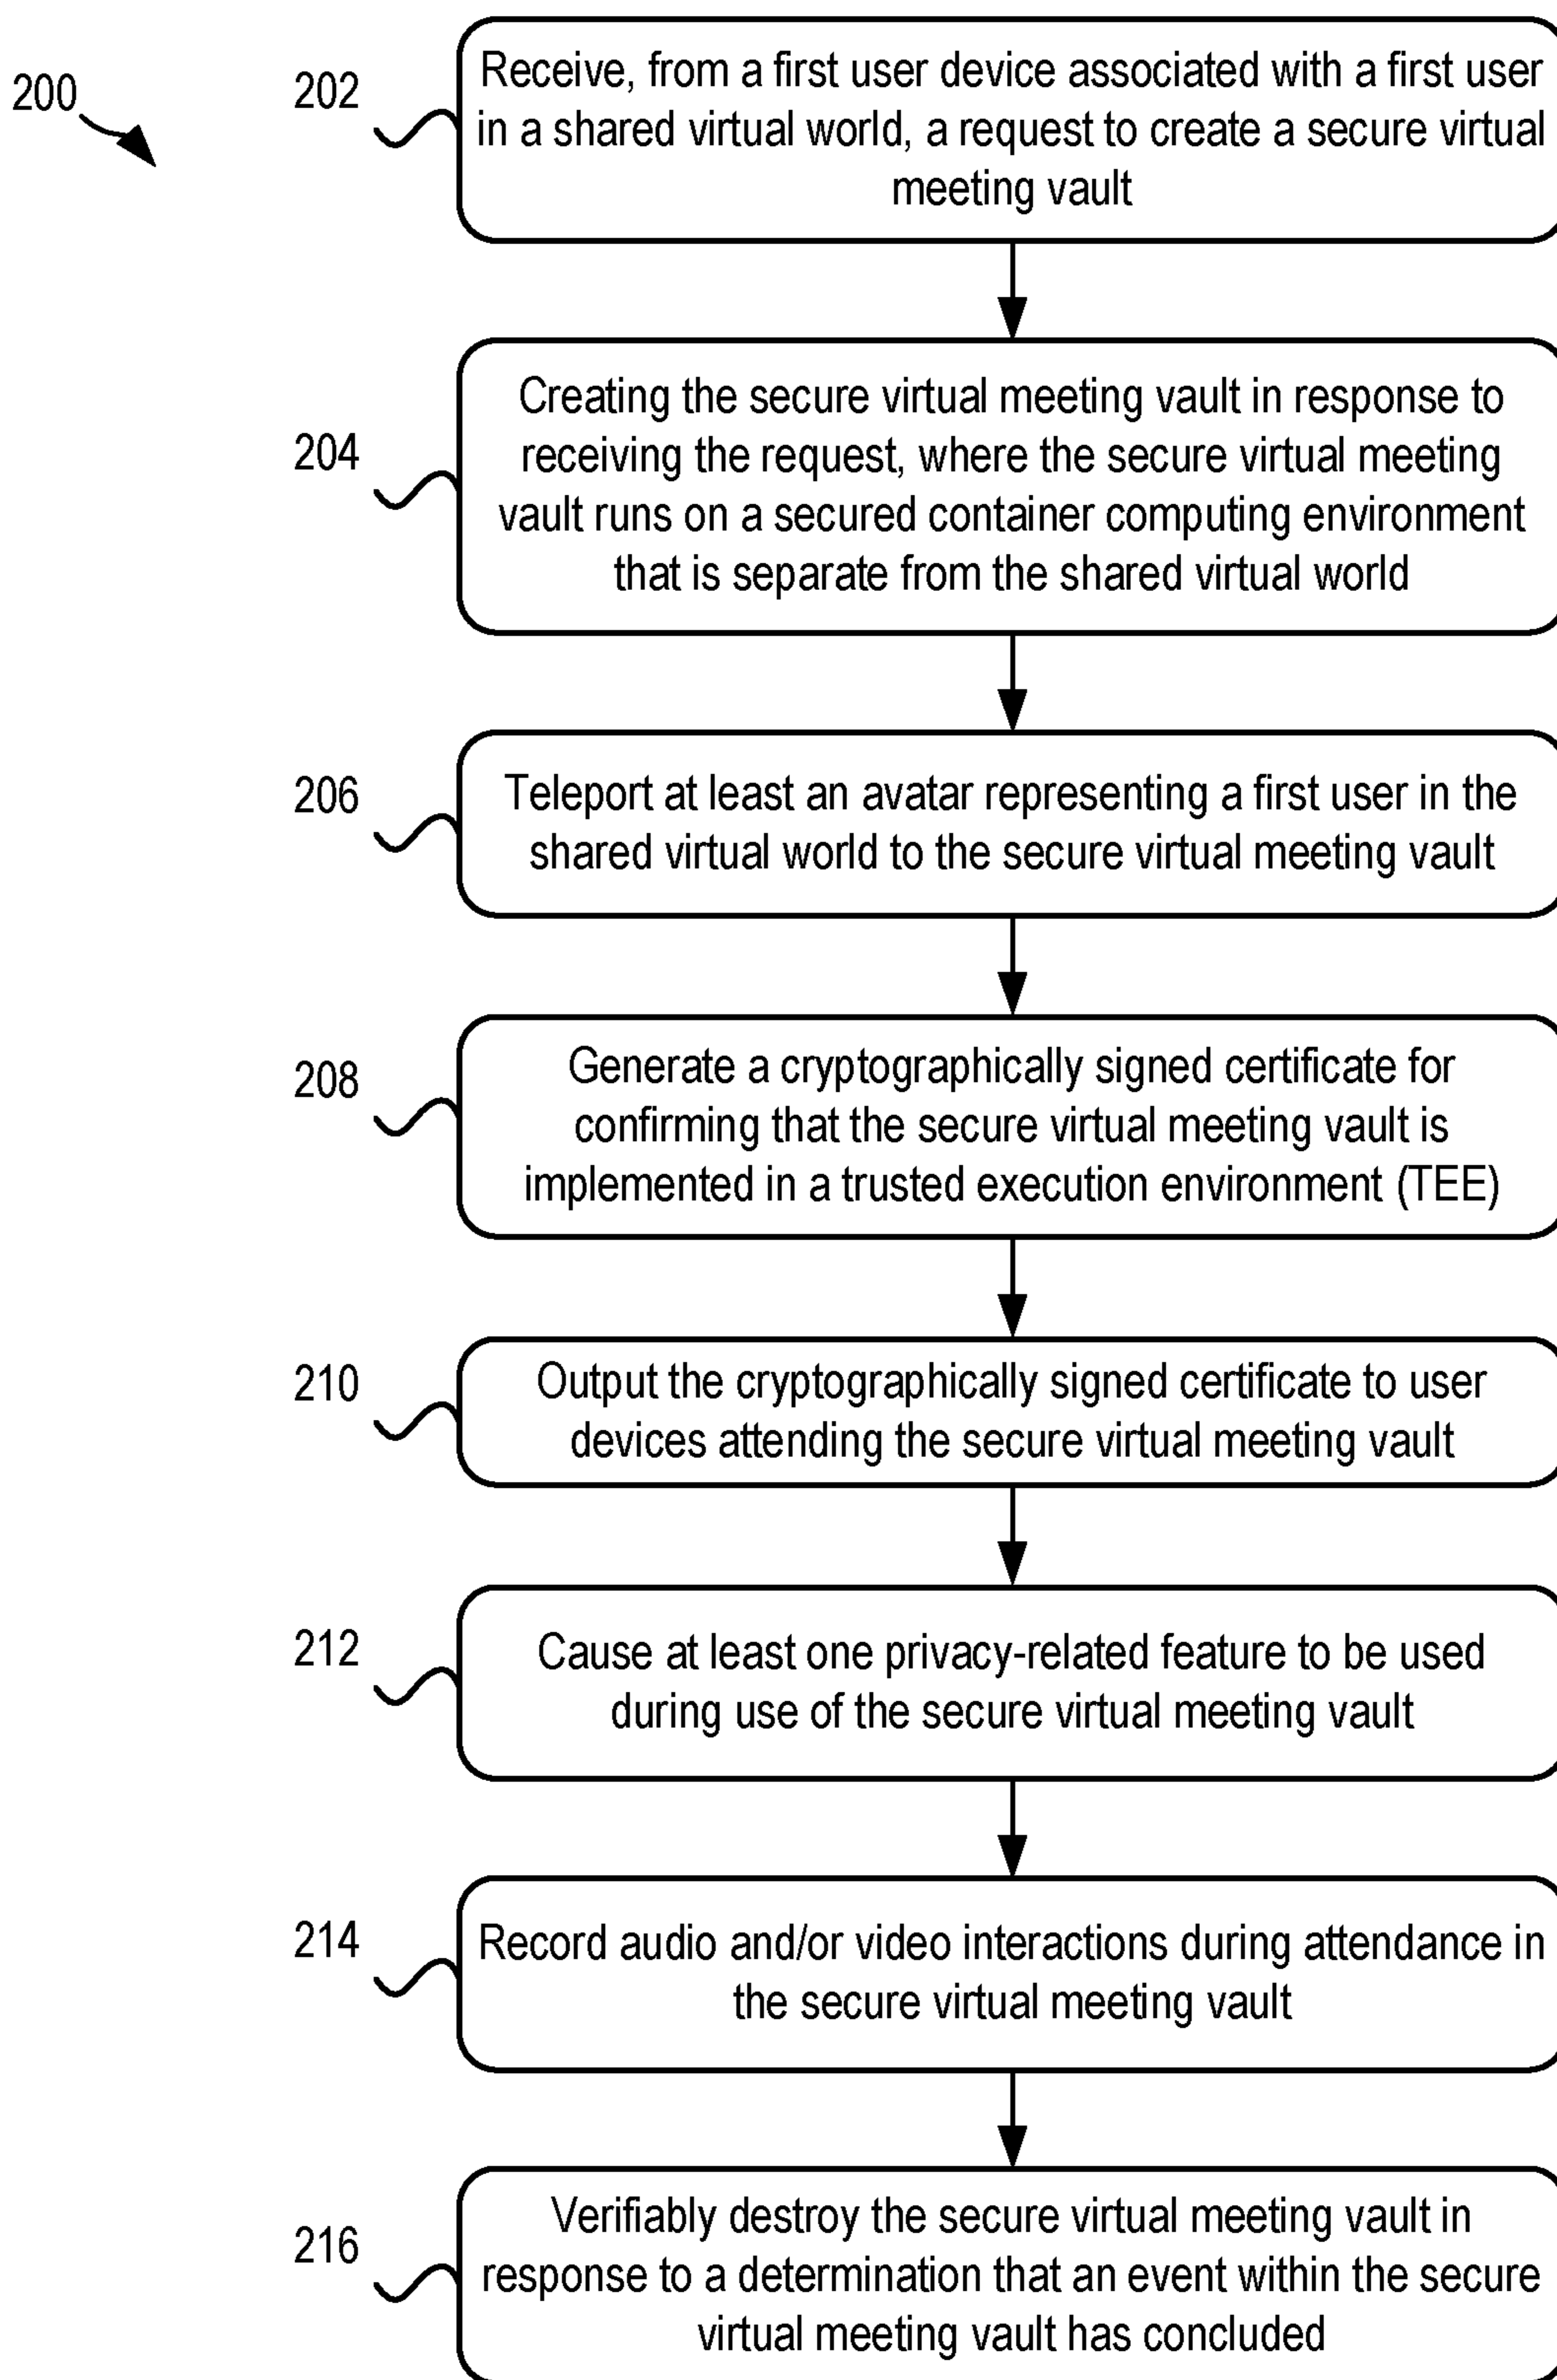 200
202
Receive, from a first user device associated with a first user
in a shared virtual world, a request to create a secure virtual
meeting vault
204
Creating the secure virtual meeting vault in response to
receiving the request, where the secure virtual meeting
vault runs on a secured container computing environment
that is separate from the shared virtual world
206
Teleport at least an avatar representing a first user in the
shared virtual world to the secure virtual meeting vault
208
Generate a cryptographically signed certificate for
confirming that the secure virtual meeting vault is
implemented in a trusted execution environment (TEE)
210
Output the cryptographically signed certificate to user
devices attending the secure virtual meeting vault
212
Cause at least one privacy-related feature to be used
during use of the secure virtual meeting vault
214
Record audio and/or video interactions during attendance in
the secure virtual meeting vault
216
Verifiably destroy the secure virtual meeting vault in
response to a determination that an event within the secure
virtual meeting vault has concluded